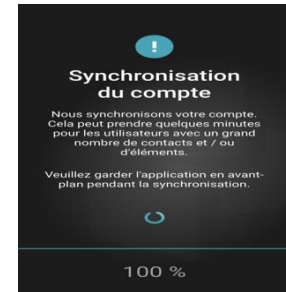 !
Synchronisation
du compte
Nous synchronisons votre compte.
Cela peut prendre quelques minutes
pour les utilisateurs avec un grand
nombre de contacts et / ou
d'éléments.
Veuillez garder l'application en avant-
plan pendant la synchronisation.
100 %